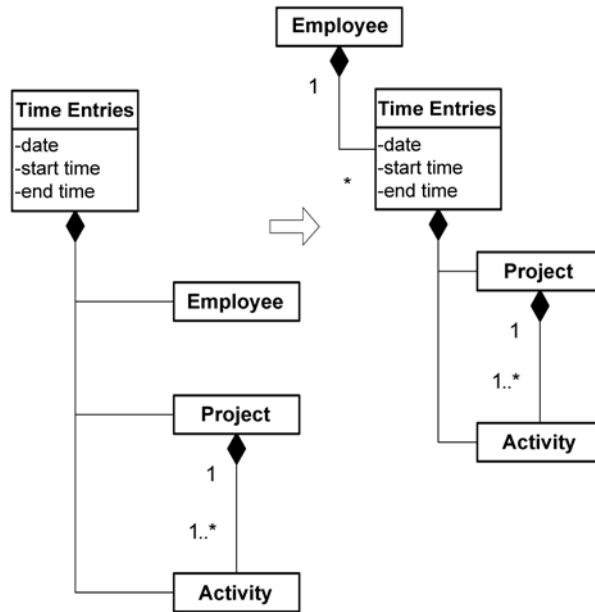 Time Entries
-date
-start time
-end time
Employee
Project
1
1..*
Activity
Employee
1
*
Time Entries
-date
-start time
-end time
Project
1
1..*
Activity